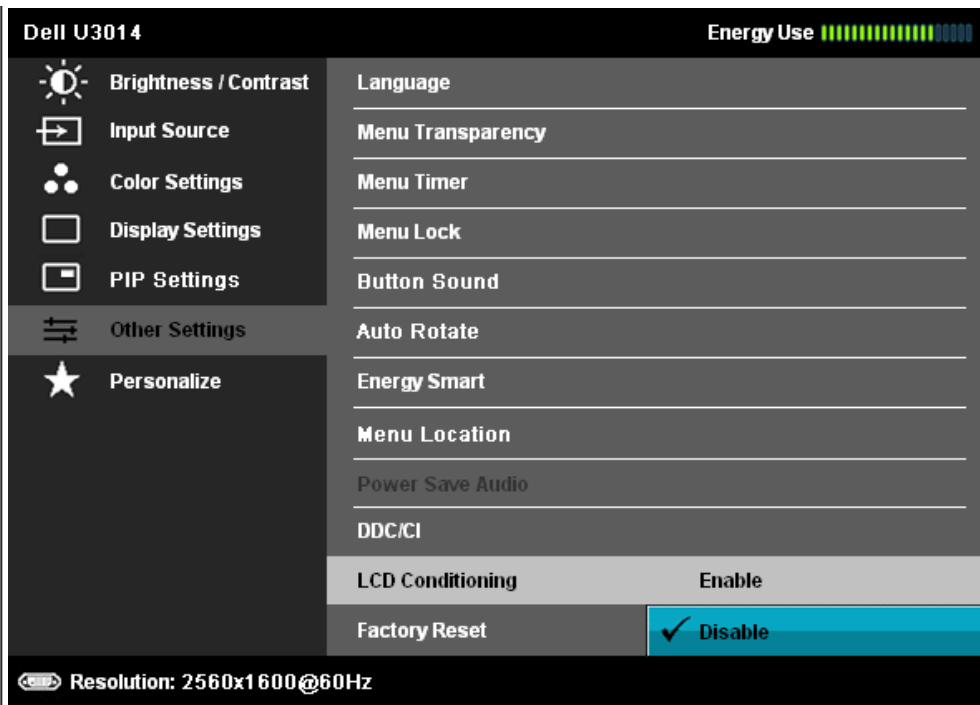 Dell U3014
Energy Use
Brightness / Contrast
Input Source
Color Settings
Display Settings
PIP Settings
Other Settings
Personalize
Language
Menu Transparency
Menu Timer
Menu Lock
Button Sound
Auto Rotate
Energy Smart
Menu Location
Power Save Audio
DDC/CI
LCD Conditioning Enable
Factory Reset Disable
Resolution: 2560x1600@60Hz